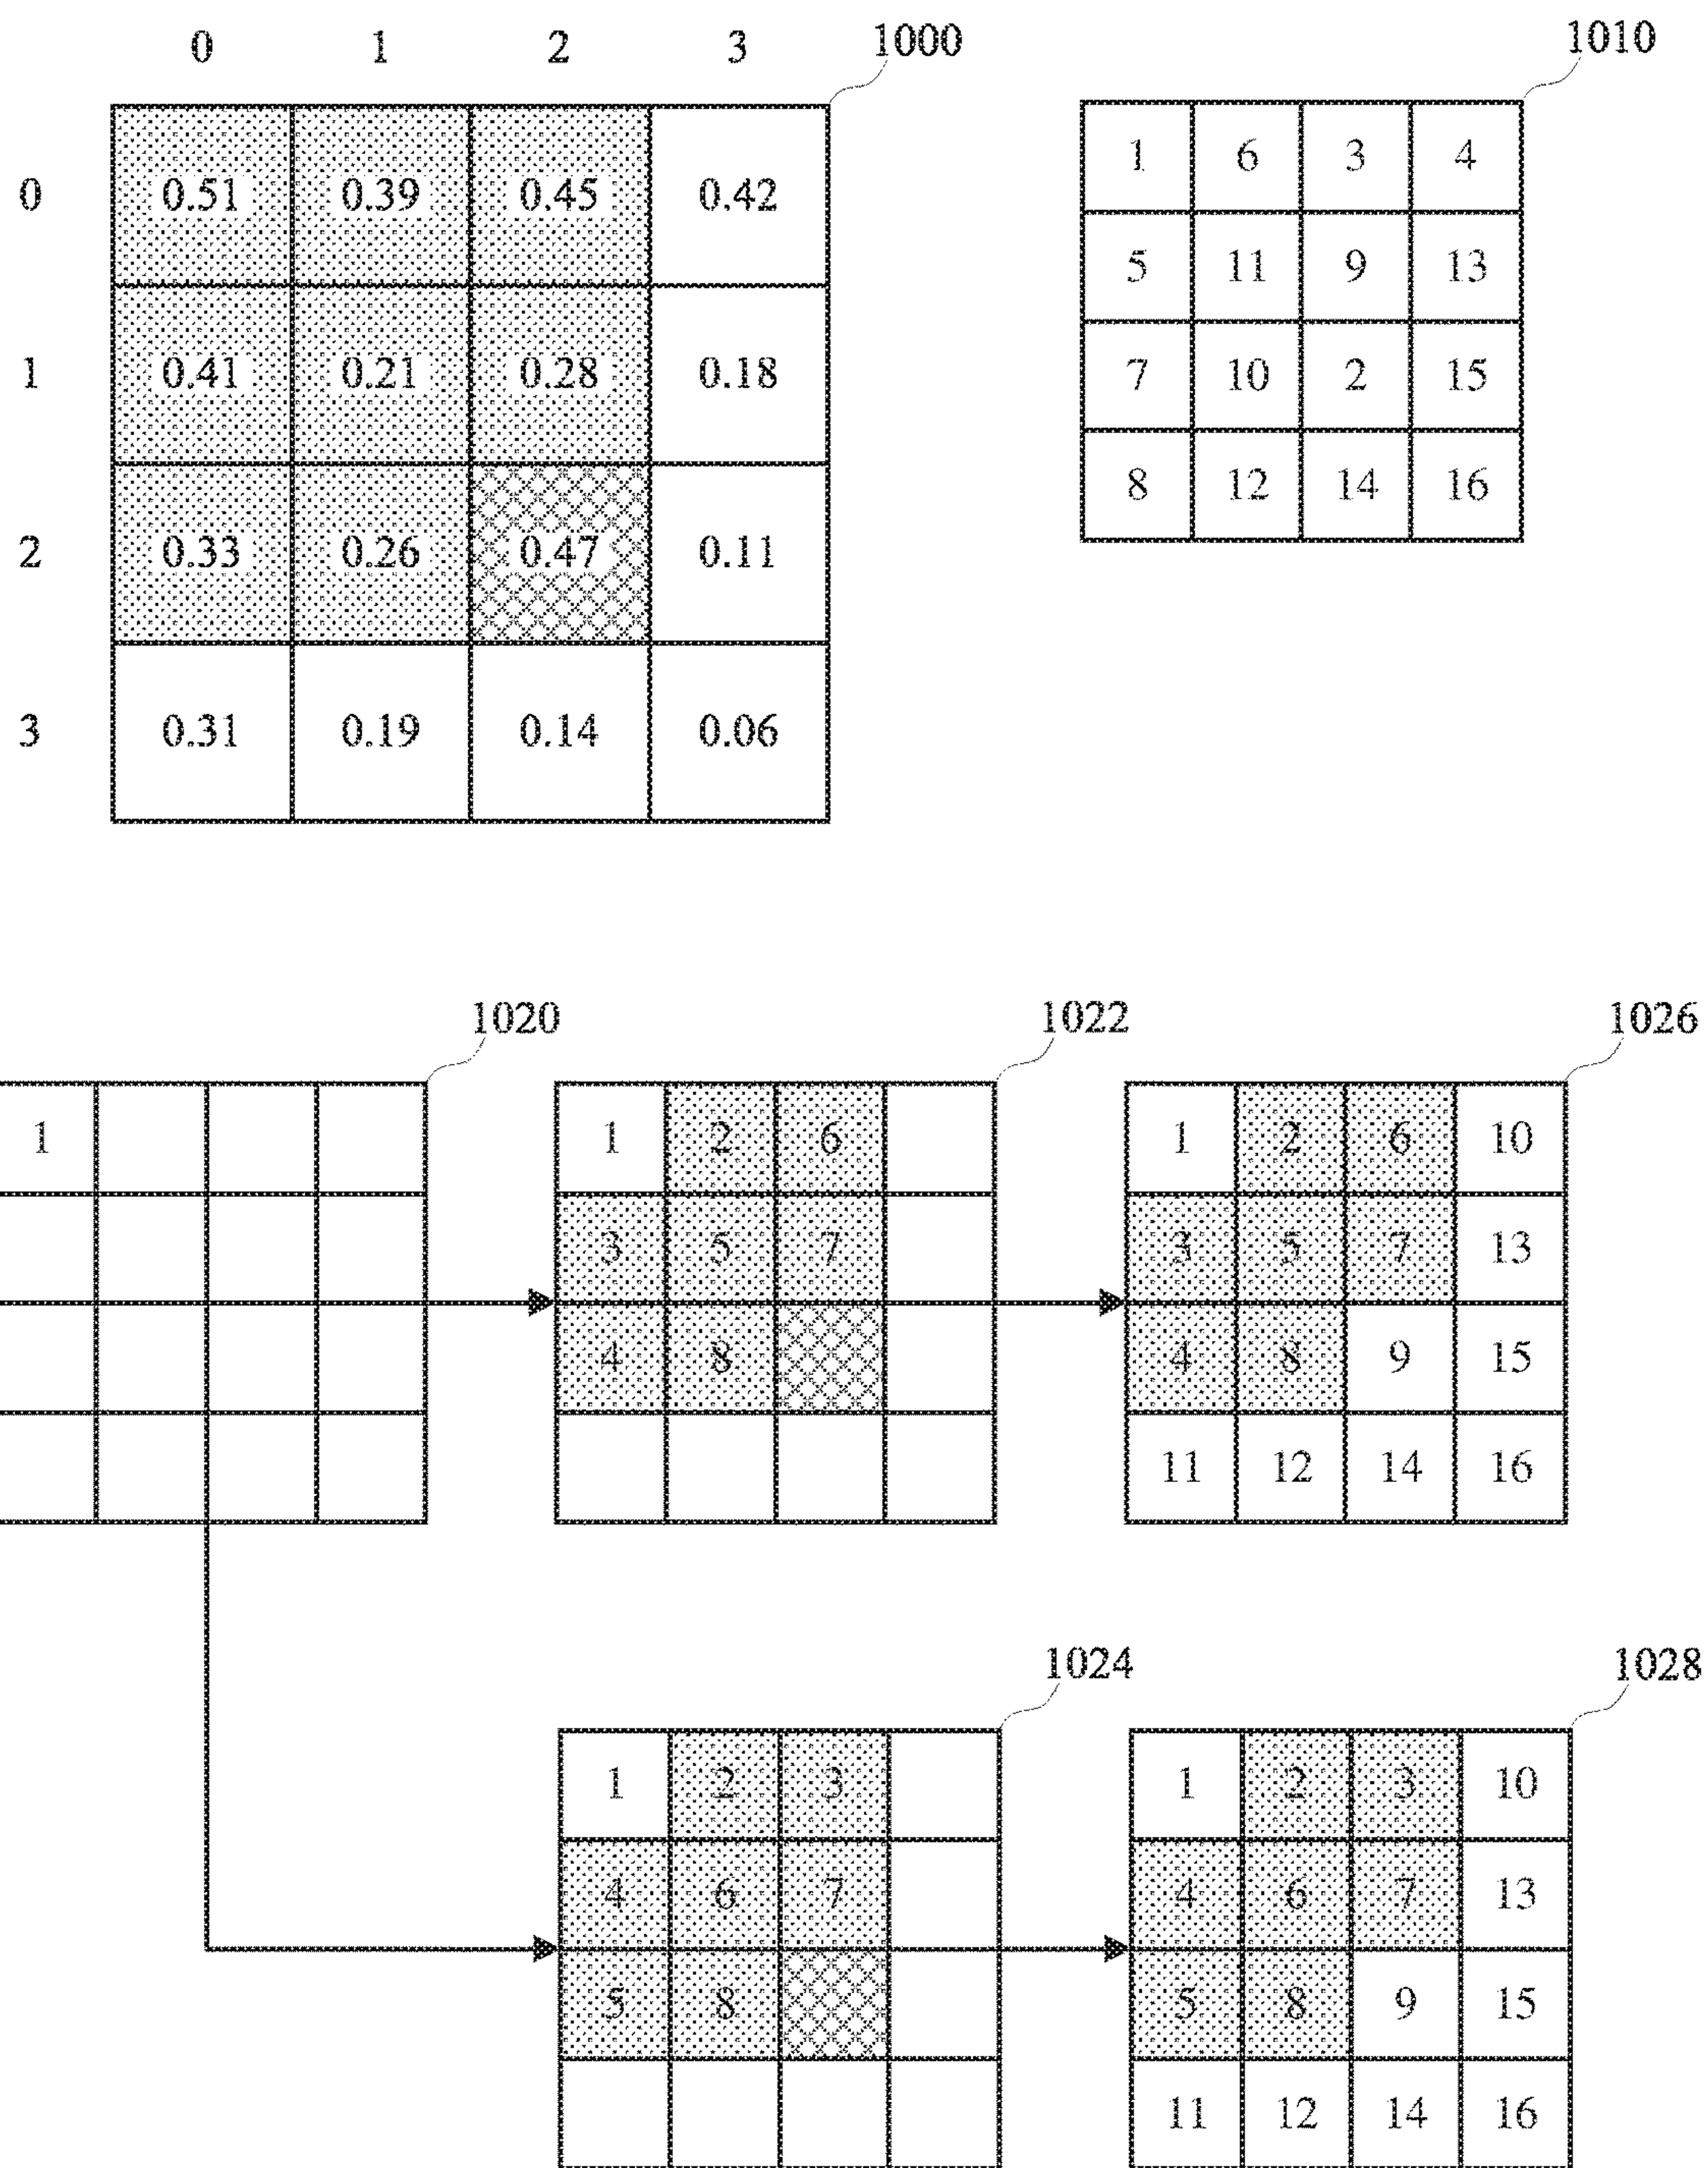 0 1 2 3 1000
0 0.51 0.39 0.45 0.42
1 0.41 0.21 0.28 0.18
2 0.33 0.26 0.47 0.11
3 0.31 0.19 0.14 0.06
1010
1 6 3 4
5 11 9 13
7 10 2 15
8 12 14 16
1020
1
1022
1 2 6
3 5 7
4 8
1026
1 2 6 10
3 5 7 13
4 8 9 15
11 12 14 16
1024
1 2 3
4 6 7
5 8
1028
1 2 3 10
4 6 7 13
5 8 9 15
11 12 14 16